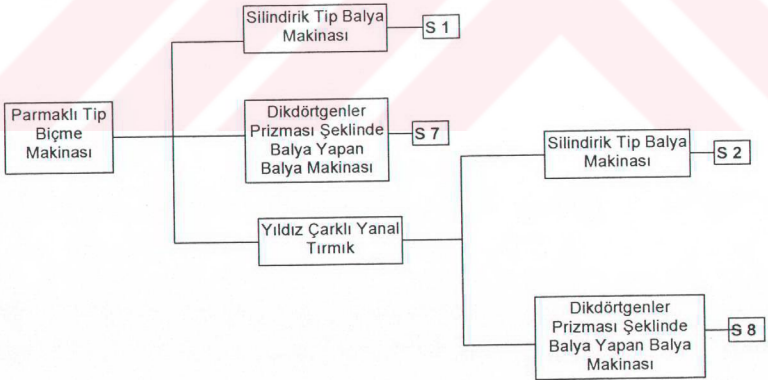 Silindirik Tip Balya
Makinası
S 1
Parmaklı Tip
Biçme
Makinası
Dikdörtgenler
Prizması Şeklinde
Balya Yapan
Balya Makinası
S 7
Silindirik Tip Balya
Makinası
S 2
Yıldız Çarklı Yanal
Tırmık
Dikdörtgenler
Prizması Şeklinde
Balya Yapan Balya
Makinası
S 8